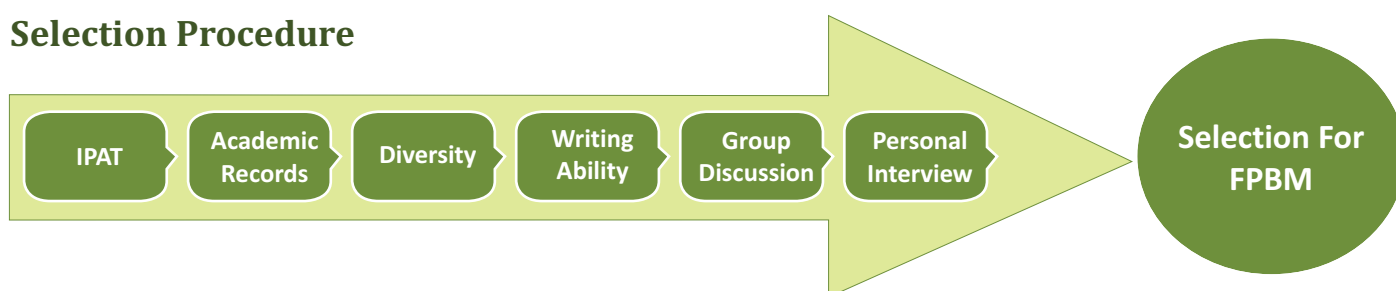 Selection Procedure
IPAT
Academic
Records
Diversity
Writing
Ability
Group
Discussion
Personal
Interview
Selection For
FPBM